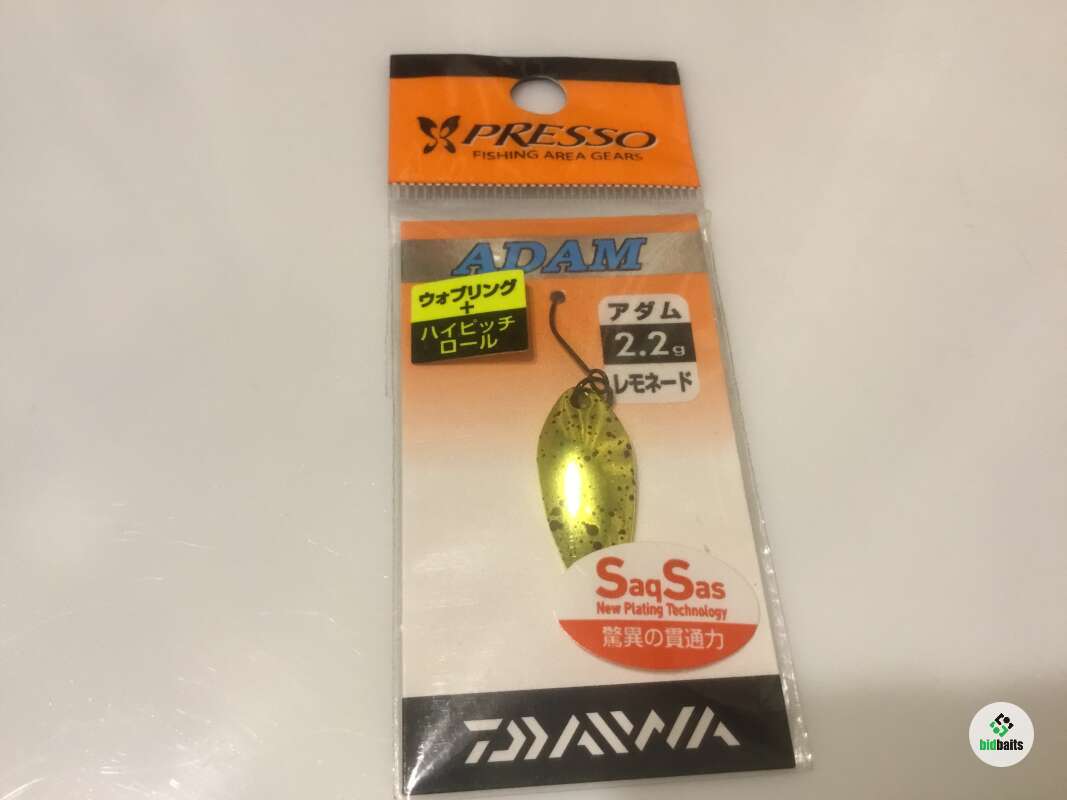 PRESSO
FISHING AREA GEARS
ADAM
ウォブリング
+
ハイピッチ
ロール
アダム
2.2g
レモネード
SaqSas
New Plating Technology
驚異の貫通力
DAIWA
bidbaits